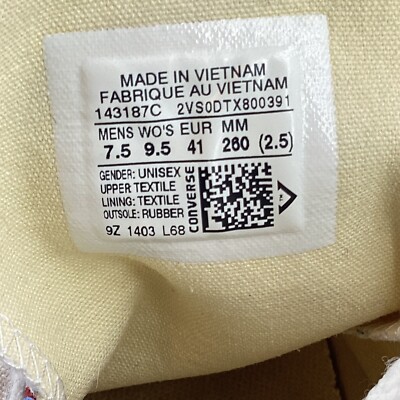 MADE IN VIETNAM
FABRIQUE AU VIETNAM
143187C 2VS0DTX800391
MENS WO'S EUR MM
7.5 9.5 41 260 (2.5)
GENDER: UNISEX
UPPER TEXTILE
LINING: TEXTILE
OUTSOLE: RUBBER
9Z 1403 L68
CONVERSE